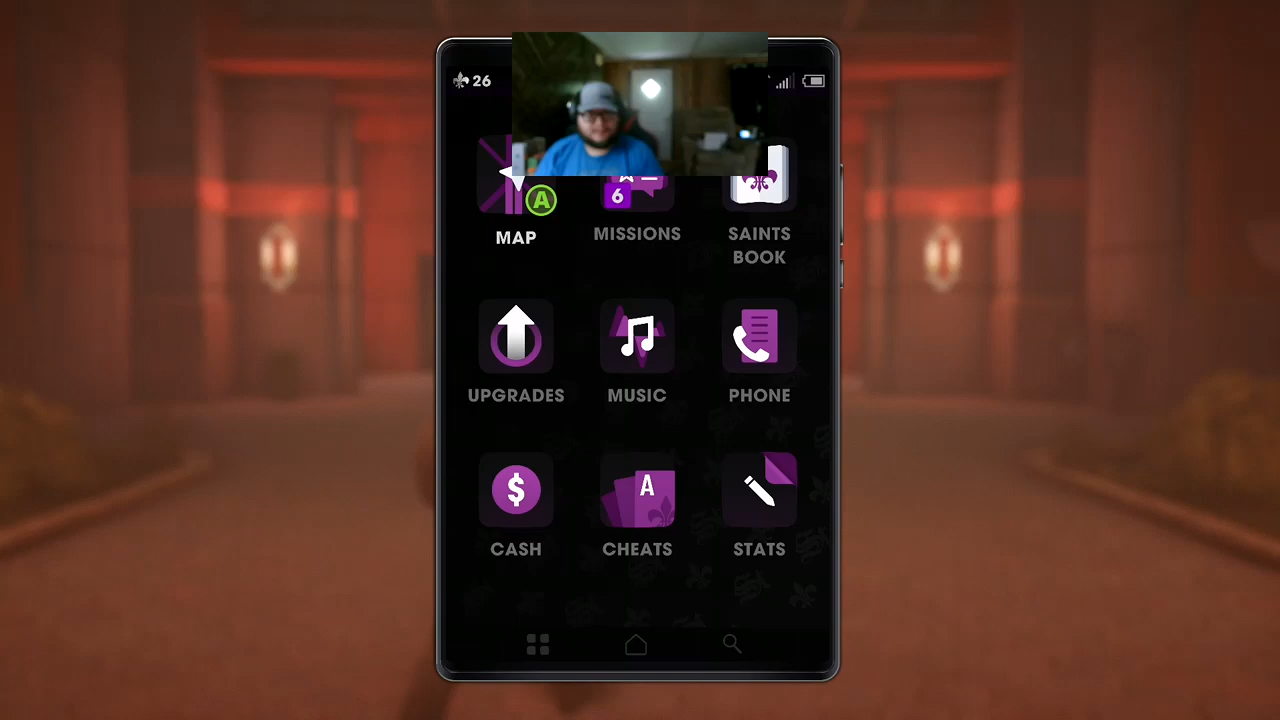 26
A
6
MAP
MISSIONS
SAINTS
BOOK
UPGRADES
MUSIC
PHONE
$
A
CASH
CHEATS
STATS